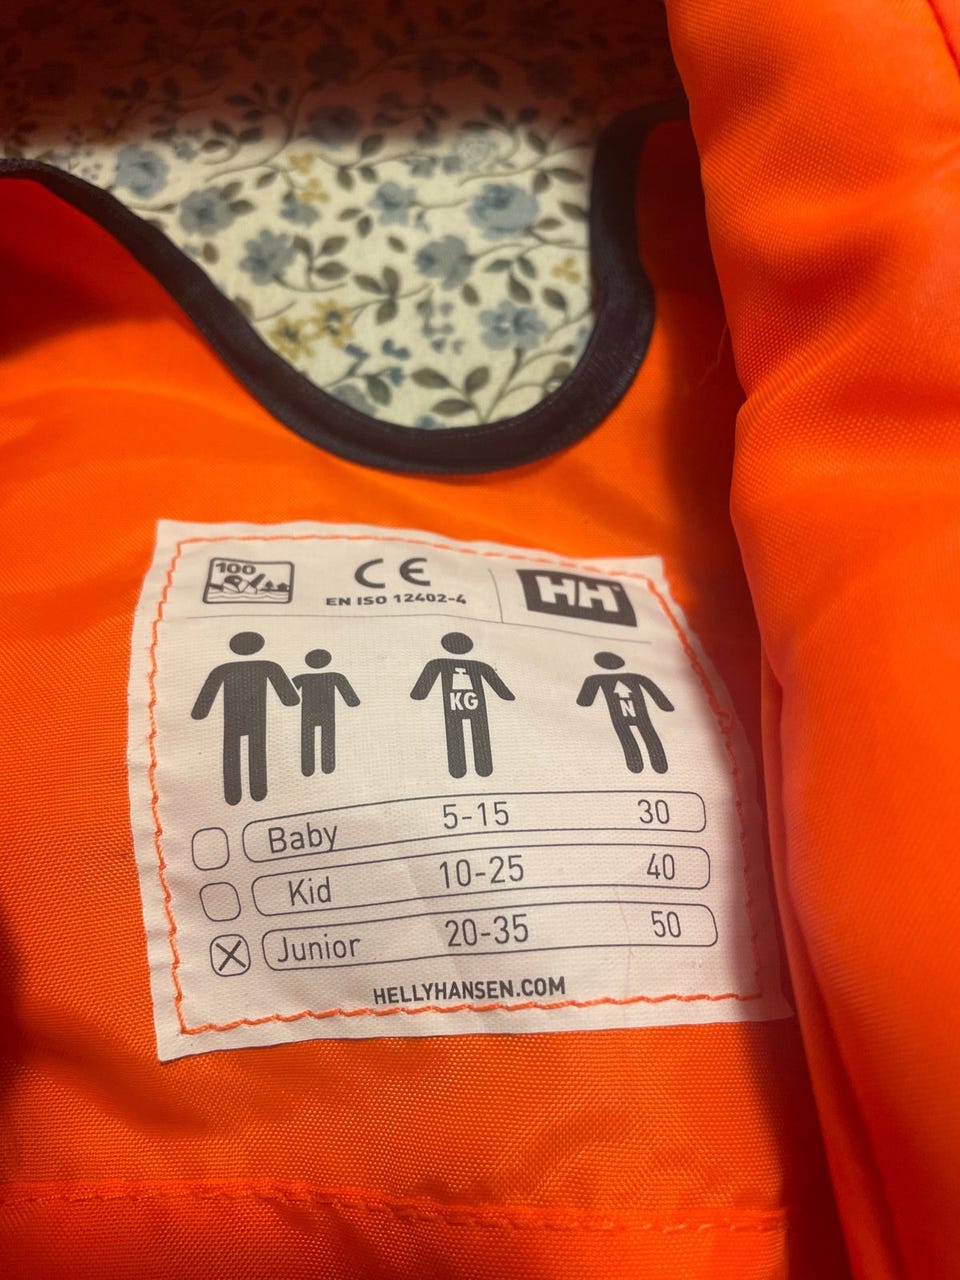 100
CE
EN ISO 12402-4
HH
KG
N
Baby 5-15 30
Kid 10-25 40
Junior 20-35 50
HELLYHANSEN.COM